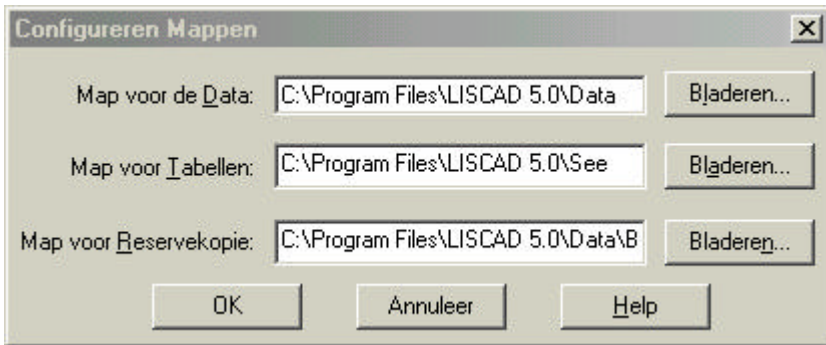 Configureren Mappen
Map voor de Data: C:\Program Files\LISCAD 5.0\Data Bladeren...
Map voor Tabellen: C:\Program Files\LISCAD 5.0\See Bladeren...
Map voor Reservekopie: C:\Program Files\LISCAD 5.0\Data\B Bladeren...
OK Annuleer Help